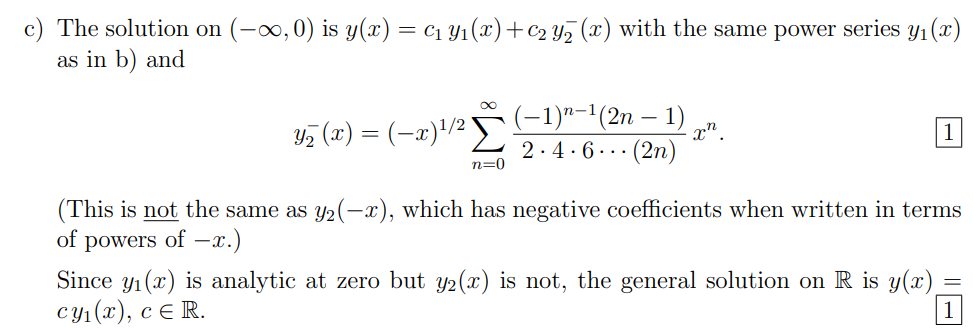 c) The solution on (−∞, 0) is y(x) = c₁ y₁(x) + c₂ y₂⁻(x) with the same power series y₁(x)
as in b) and
y₂⁻(x) = (−x)^{1/2} ∑_{n=0}^{∞} \frac{(−1)^{n−1}(2n − 1)}{2 · 4 · 6 ⋯ (2n)} xⁿ. 1
(This is not the same as y₂(−x), which has negative coefficients when written in terms
of powers of −x.)
Since y₁(x) is analytic at zero but y₂(x) is not, the general solution on ℝ is y(x) =
c y₁(x), c ∈ ℝ. 1